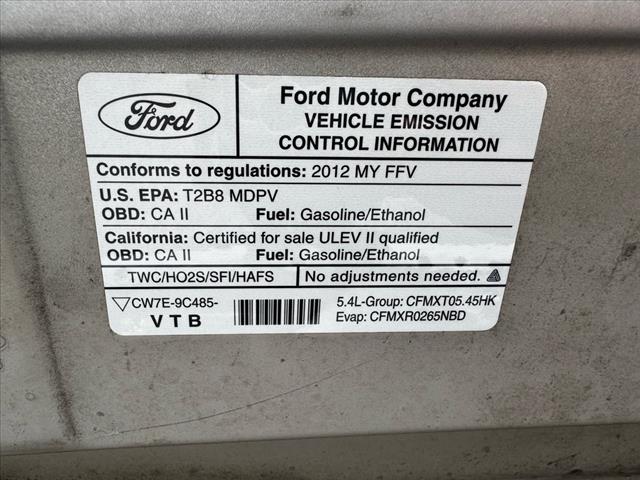 Ford
Ford Motor Company
VEHICLE EMISSION
CONTROL INFORMATION
Conforms to regulations: 2012 MY FFV
U.S. EPA: T2B8 MDPV
OBD: CA II Fuel: Gasoline/Ethanol
California: Certified for sale ULEV II qualified
OBD: CA II Fuel: Gasoline/Ethanol
TWC/HO2S/SFI/HAFS No adjustments needed.
CW7E-9C485-
V T B
5.4L-Group: CFMXT05.45HK
Evap: CFMXR0265NBD